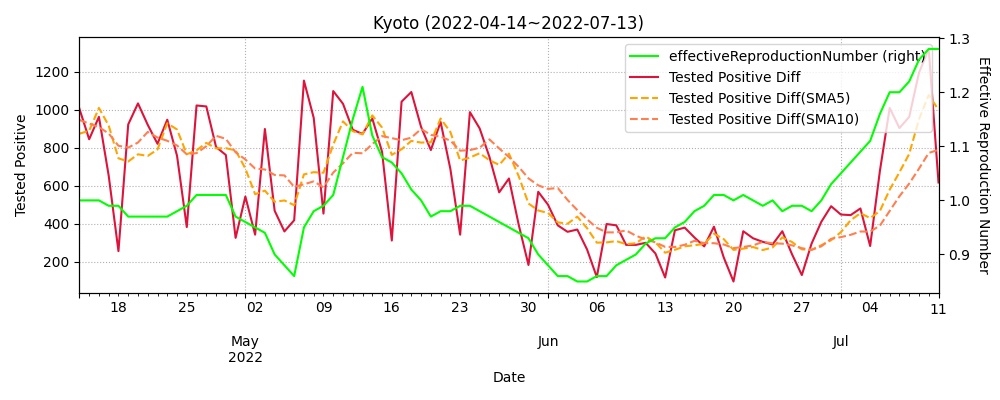 Kyoto (2022-04-14~2022-07-13)
effectiveReproductionNumber (right)
Tested Positive Diff
Tested Positive Diff(SMA5)
Tested Positive Diff(SMA10)
Tested Positive
1200
1000
800
600
400
200
Effective Reproduction Number
1.3
1.2
1.1
1.0
0.9
18 25 02 09 16 23 30 06 13 20 27 04 11
May Jun Jul
2022
Date